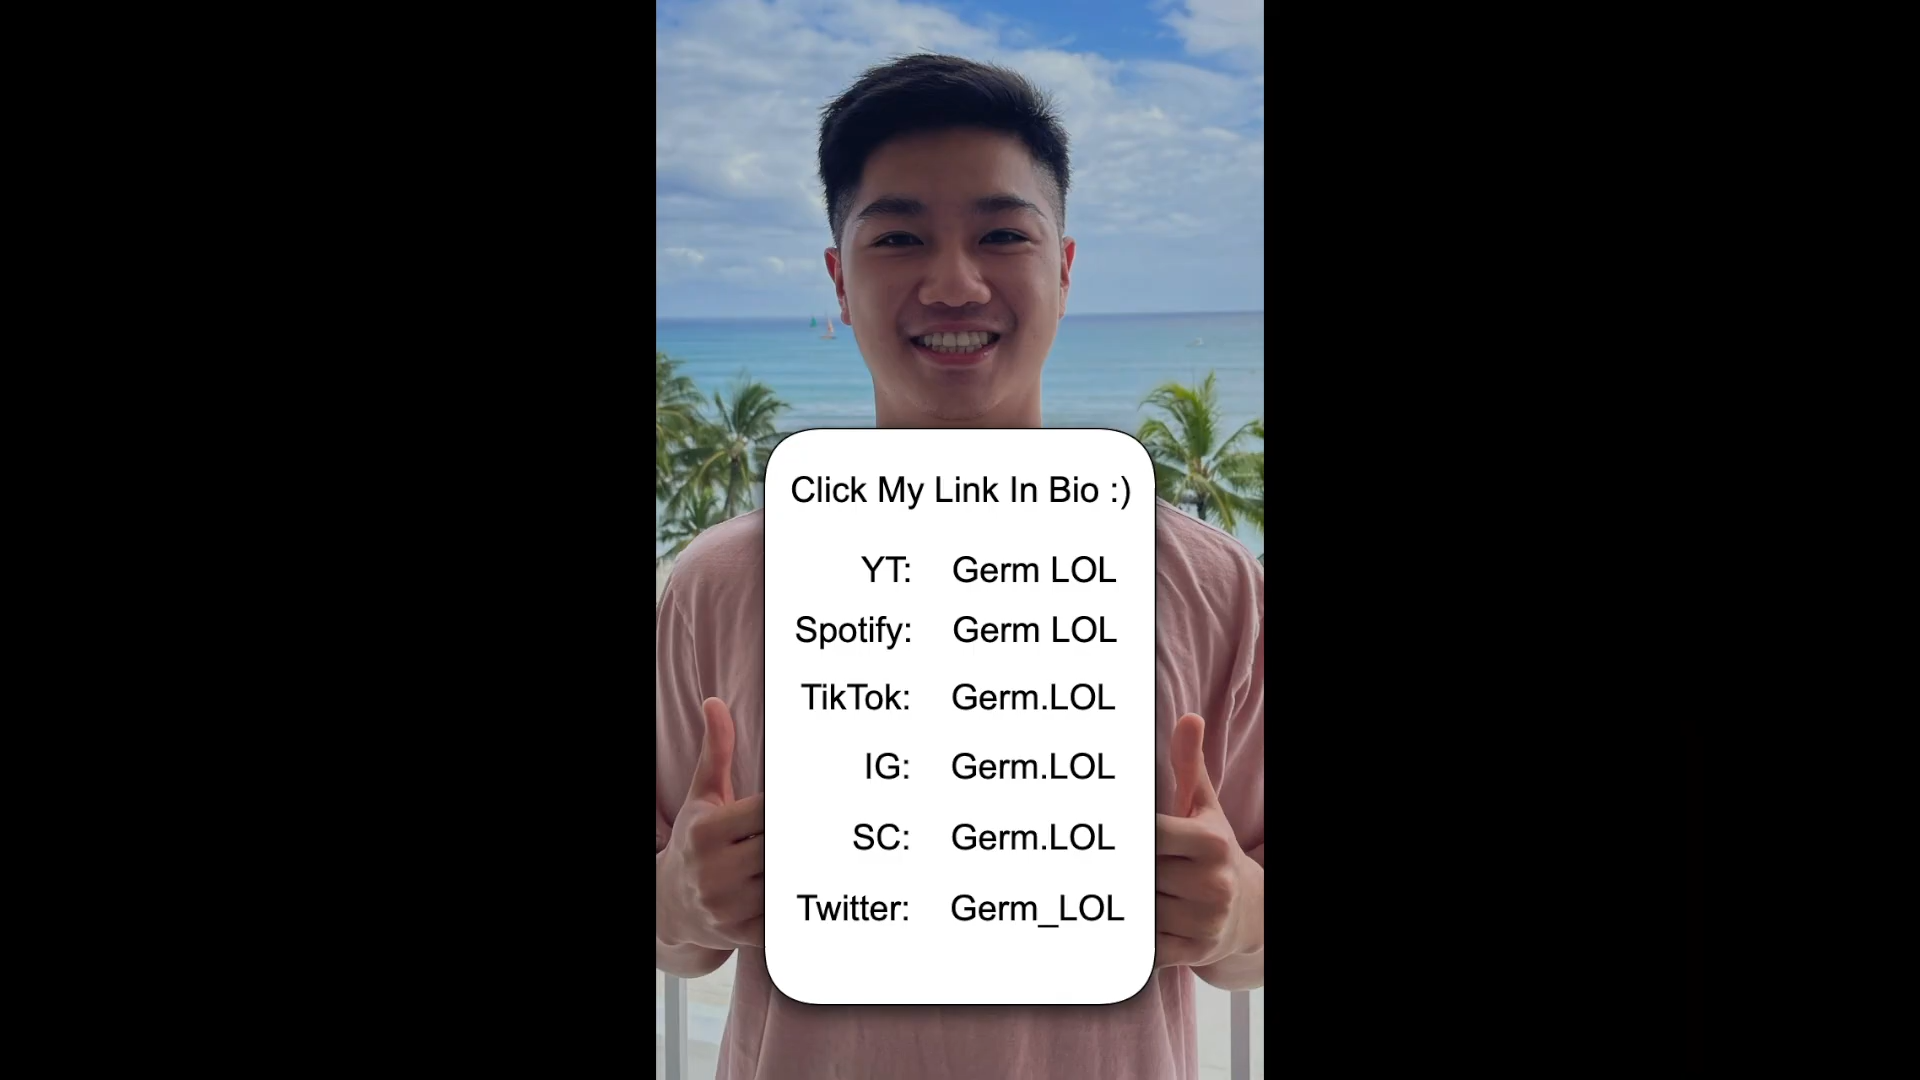 Click My Link In Bio :)
YT: Germ LOL
Spotify: Germ LOL
TikTok: Germ.LOL
IG: Germ.LOL
SC: Germ.LOL
Twitter: Germ_LOL